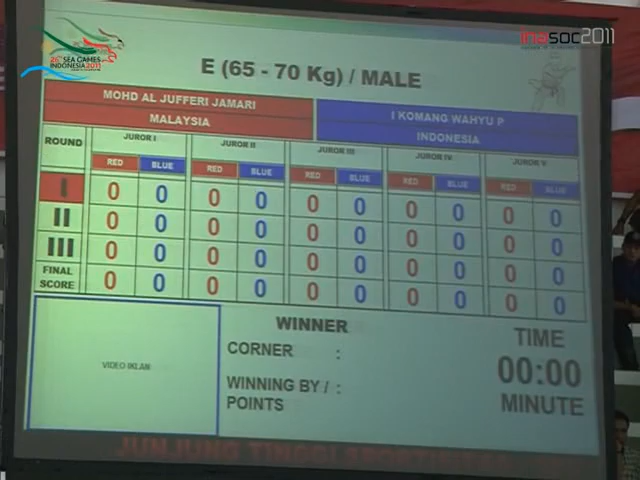 26th SEA GAMES
INDONESIA 2011
inasoc2011
E (65 - 70 Kg) / MALE
MOHD AL JUFFERI JAMARI
MALAYSIA
I KOMANG WAHYU P
INDONESIA
ROUND JUROR I JUROR II JUROR III JUROR IV JUROR V
RED BLUE RED BLUE RED BLUE RED BLUE RED BLUE
I 0 0 0 0 0 0 0 0 0 0
II 0 0 0 0 0 0 0 0 0 0
III 0 0 0 0 0 0 0 0 0 0
FINAL SCORE 0 0 0 0 0 0 0 0 0 0
VIDEO IKLAN
WINNER
CORNER :
WINNING BY / :
POINTS
TIME
00:00
MINUTE
JUNJUNG TINGGI